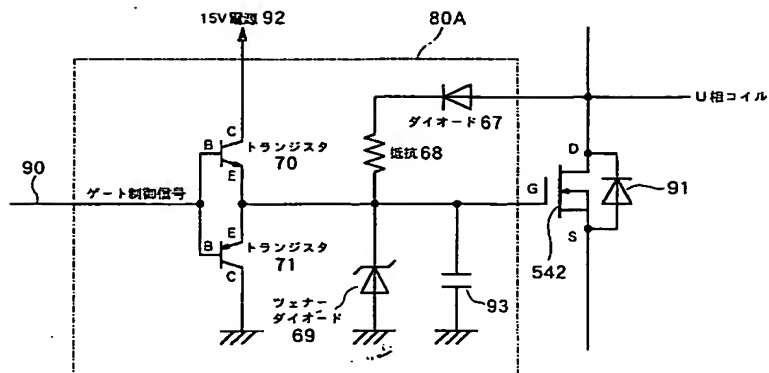 15V電源 92
80A
U相コイル
ダイオード 67
D
C
B
トランジスタ
70
抵抗 68
90
E
91
ゲート制御信号
G
E
トランジスタ
S
B
71
542
C
ツェナー
ダイオード
69
93